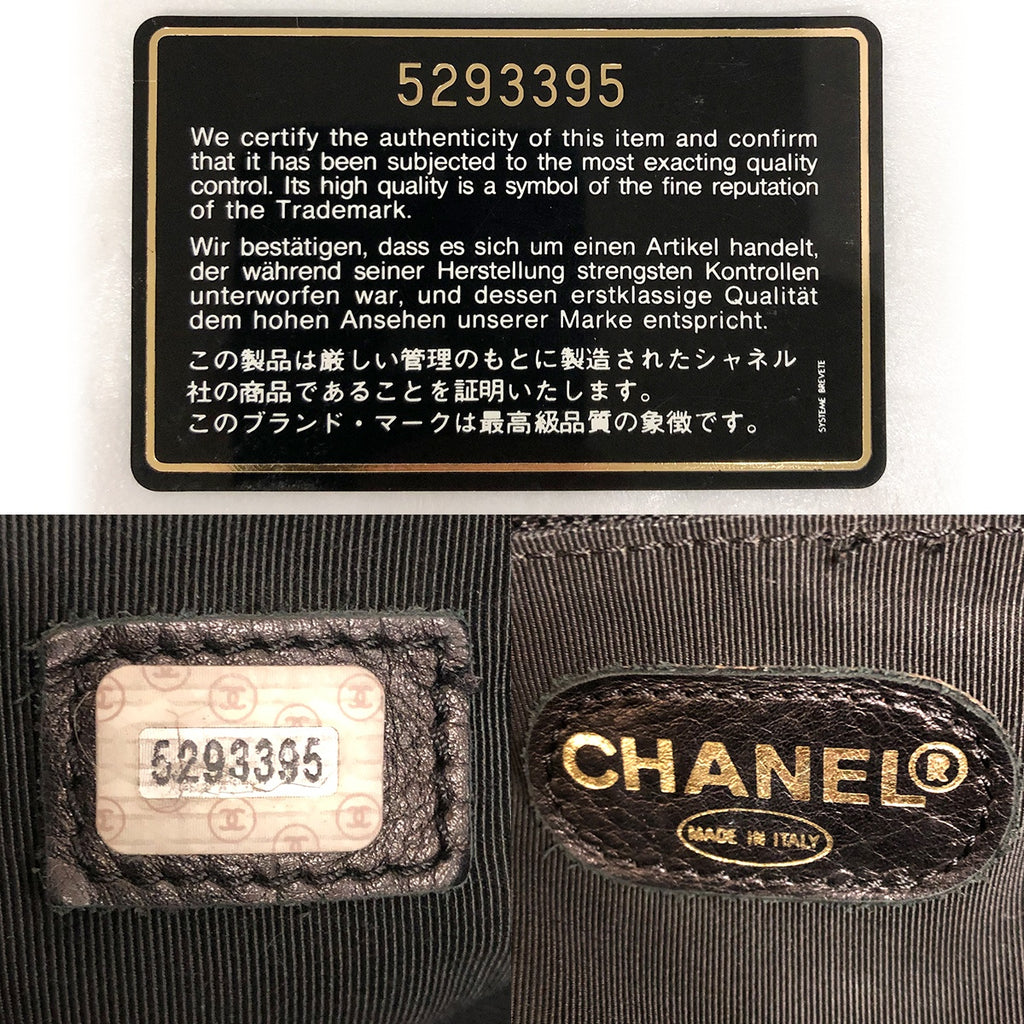 5293395
We certify the authenticity of this item and confirm
that it has been subjected to the most exacting quality
control. Its high quality is a symbol of the fine reputation
of the Trademark.
Wir bestätigen, dass es sich um einen Artikel handelt,
der während seiner Herstellung strengsten Kontrollen
unterworfen war, und dessen erstklassige Qualität
dem hohen Ansehen unserer Marke entspricht.
この製品は厳しい管理のもとに製造されたシャネル
社の商品であることを証明いたします。
このブランド・マークは最高級品質の象徴です。
SYSTEME BREVETE
5293395
CHANEL®
MADE IN ITALY